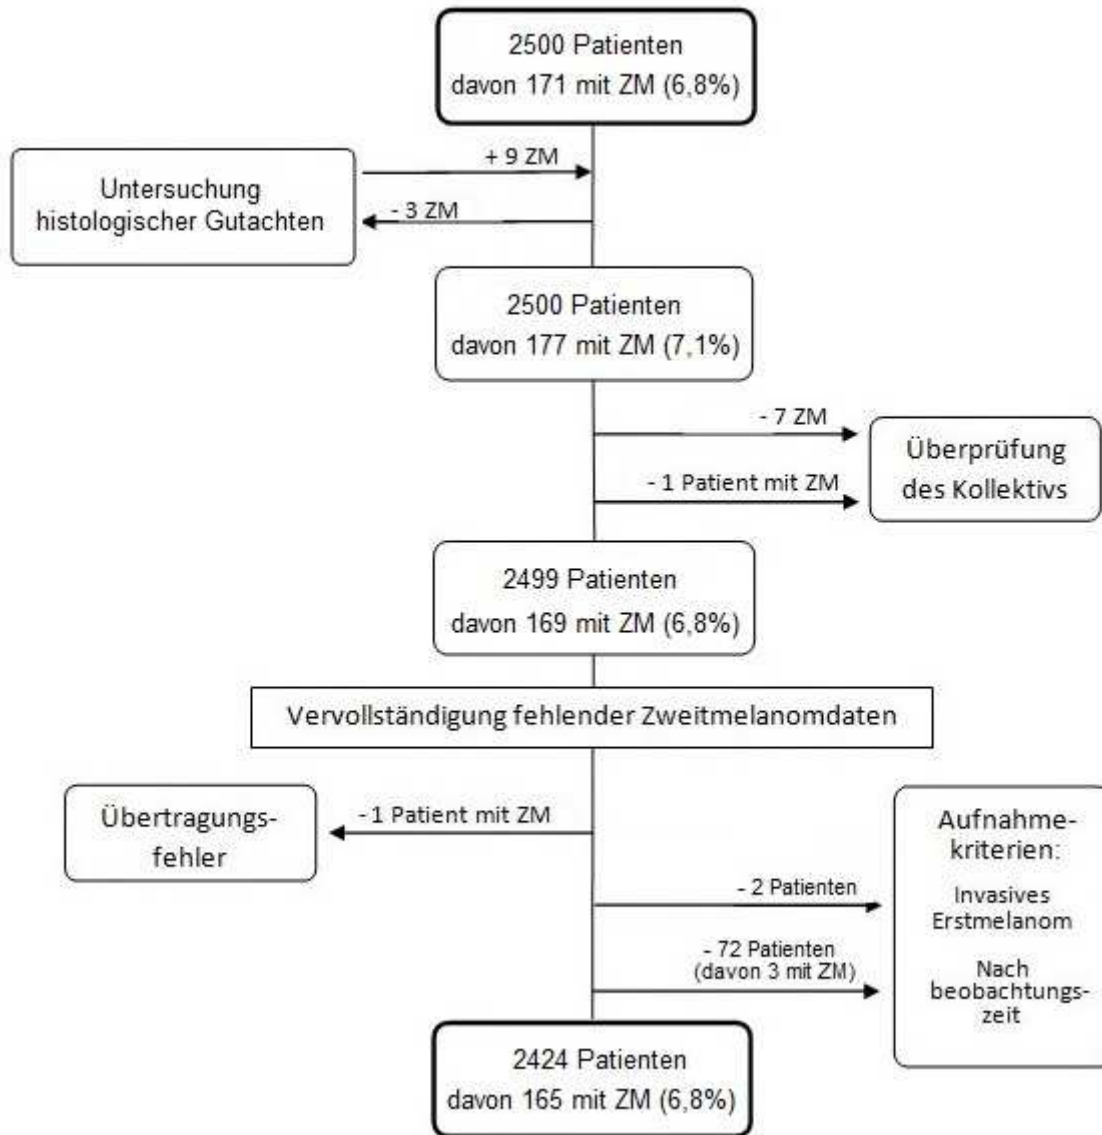 2500 Patienten
davon 171 mit ZM (6,8%)
+ 9 ZM
Untersuchung
histologischer Gutachten
- 3 ZM
2500 Patienten
davon 177 mit ZM (7,1%)
- 7 ZM
- 1 Patient mit ZM
Überprüfung
des Kollektivs
2499 Patienten
davon 169 mit ZM (6,8%)
Vervollständigung fehlender Zweitmelanomdaten
Übertragungs-
fehler
- 1 Patient mit ZM
Aufnahme-
kriterien:
- 2 Patienten
Invasives
Erstmelanom
- 72 Patienten
(davon 3 mit ZM)
Nach
beobachtungs-
zeit
2424 Patienten
davon 165 mit ZM (6,8%)